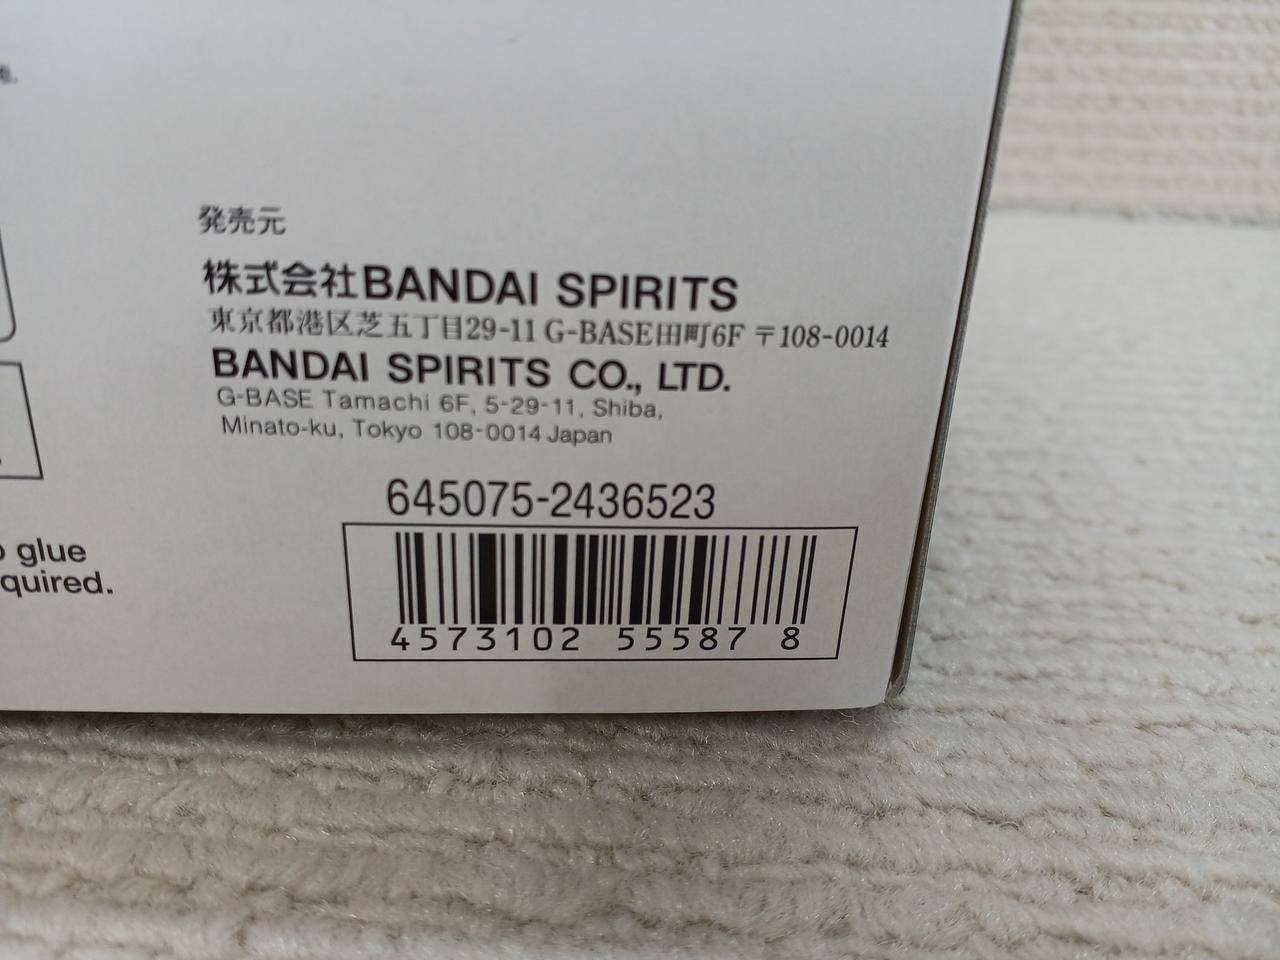 発売元
株式会社BANDAI SPIRITS
東京都港区芝五丁目29-11 G-BASE田町6F 〒108-0014
BANDAI SPIRITS CO., LTD.
G-BASE Tamachi 6F, 5-29-11, Shiba,
Minato-ku, Tokyo 108-0014 Japan
645075-2436523
4573102 55587 8
glue
quired.